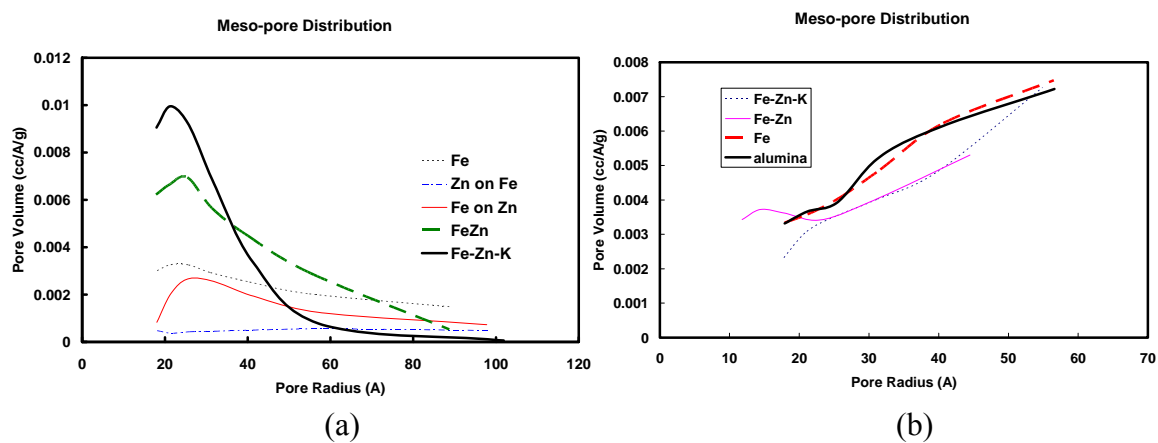 Meso-pore Distribution
Pore Volume (cc/A/g)
0.012
0.01
0.008
0.006
0.004
0.002
0
0 20 40 60 80 100 120
Pore Radius (A)
Fe
Zn on Fe
Fe on Zn
FeZn
Fe-Zn-K
(a)
Meso-pore Distribution
Pore Volume (cc/A/g)
0.008
0.007
0.006
0.005
0.004
0.003
0.002
0.001
0
0 10 20 30 40 50 60 70
Pore Radius (A)
Fe-Zn-K
Fe-Zn
Fe
alumina
(b)